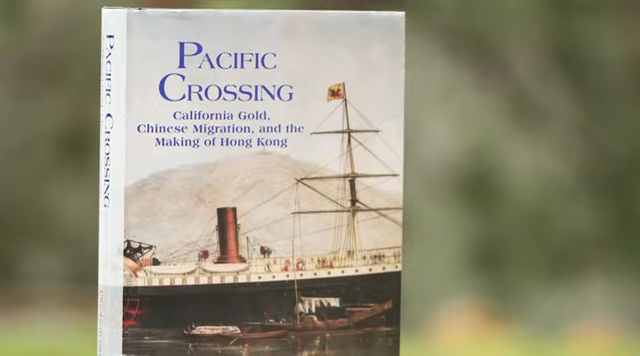 PACIFIC
CROSSING
California Gold,
Chinese Migration, and the
Making of Hong Kong
PACIFIC CROSSING